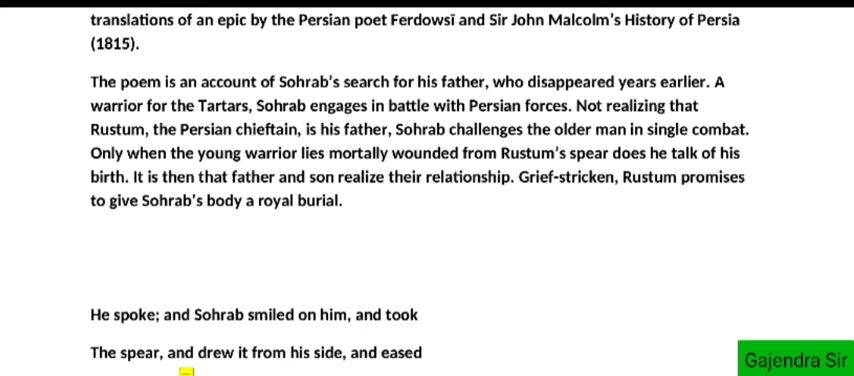 translations of an epic by the Persian poet Ferdowsī and Sir John Malcolm's History of Persia
(1815).
The poem is an account of Sohrab's search for his father, who disappeared years earlier. A
warrior for the Tartars, Sohrab engages in battle with Persian forces. Not realizing that
Rustum, the Persian chieftain, is his father, Sohrab challenges the older man in single combat.
Only when the young warrior lies mortally wounded from Rustum's spear does he talk of his
birth. It is then that father and son realize their relationship. Grief-stricken, Rustum promises
to give Sohrab's body a royal burial.
He spoke; and Sohrab smiled on him, and took
The spear, and drew it from his side, and eased
Gajendra Sir